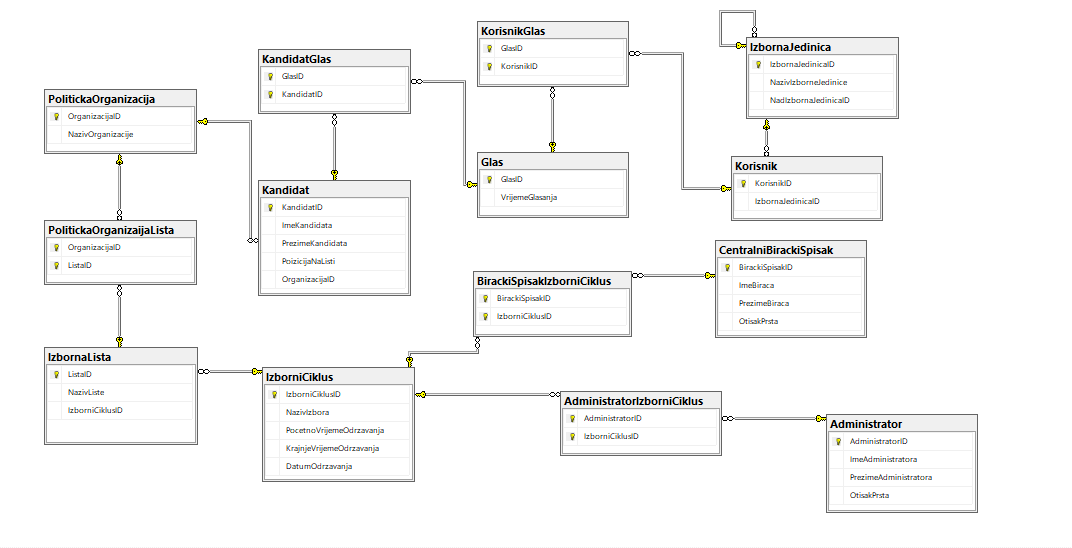 PolitickaOrganizacija
OrganizacijaID
NazivOrganizacije
PolitickaOrganizaijaLista
OrganizacijaID
ListaID
IzbornaLista
ListaID
NazivListe
IzborniCiklusID
KandidatGlas
GlasID
KandidatID
Kandidat
KandidatID
ImeKandidata
PrezimeKandidata
PoizicijaNaListi
OrganizacijaID
IzborniCiklus
IzborniCiklusID
NazivIzbora
PocetnoVrijemeOdrzavanja
KrajnjeVrijemeOdrzavanja
DatumOdrzavanja
KorisnikGlas
GlasID
KorisnikID
Glas
GlasID
VrijemeGlasanja
BirackiSpisakIzborniCiklus
BirackiSpisakID
IzborniCiklusID
AdministratorIzborniCiklus
AdministratorID
IzborniCiklusID
IzbornaJedinica
IzbornaJedinicaID
NazivIzborneJedinice
NadIzbornaJedinicaID
Korisnik
KorisnikID
IzbornaJedinicaID
CentralniBirackiSpisak
BirackiSpisakID
ImeBiraca
PrezimeBiraca
OtisakPrsta
Administrator
AdministratorID
ImeAdministratora
PrezimeAdministratora
OtisakPrsta